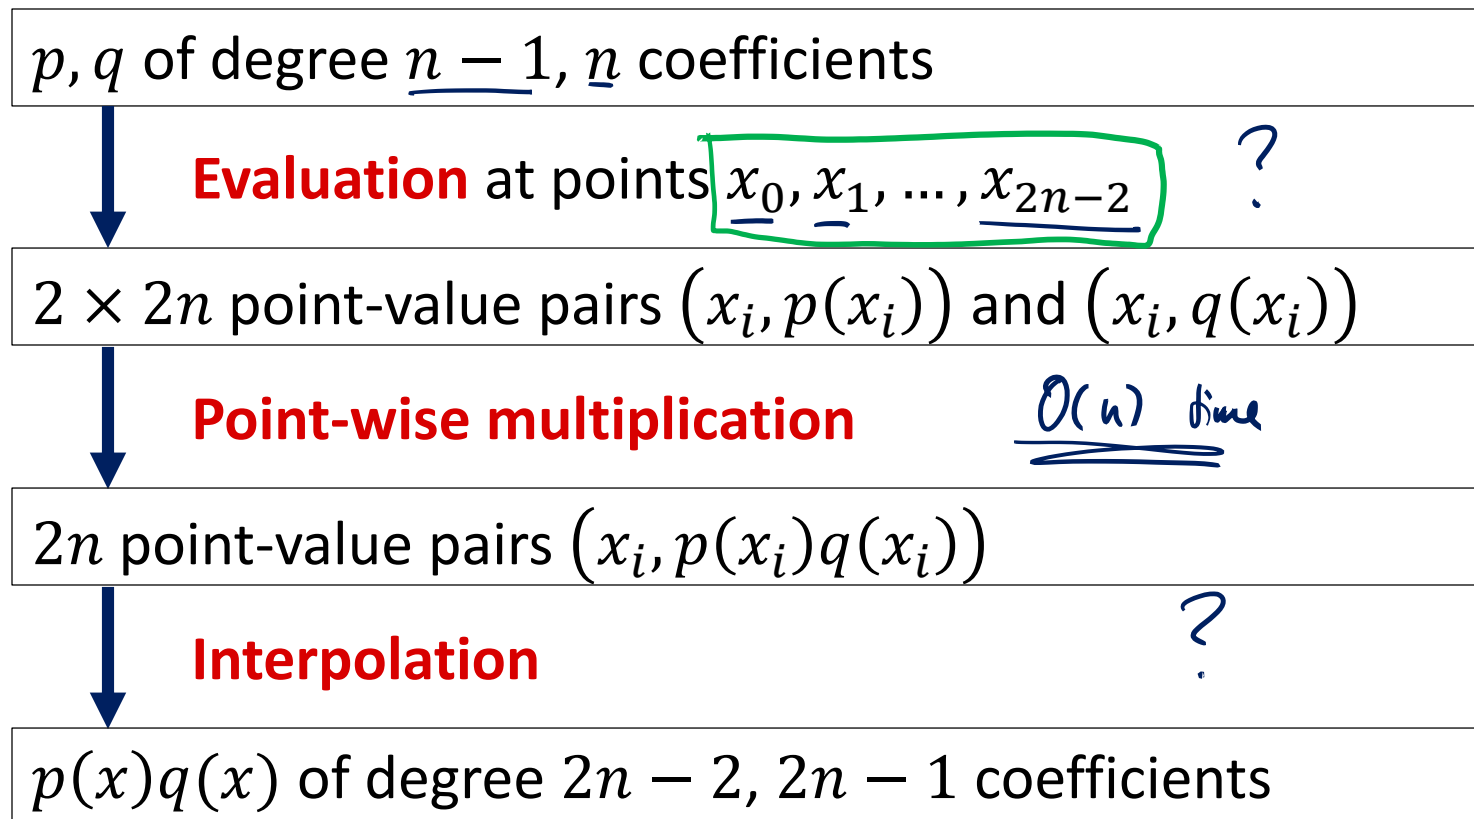 p, q of degree n − 1, n coefficients
Evaluation at points x₀, x₁, … , x₂ₙ₋₂ ?
2 × 2n point-value pairs (xᵢ, p(xᵢ)) and (xᵢ, q(xᵢ))
Point-wise multiplication O(n) time
2n point-value pairs (xᵢ, p(xᵢ)q(xᵢ))
Interpolation ?
p(x)q(x) of degree 2n − 2, 2n − 1 coefficients